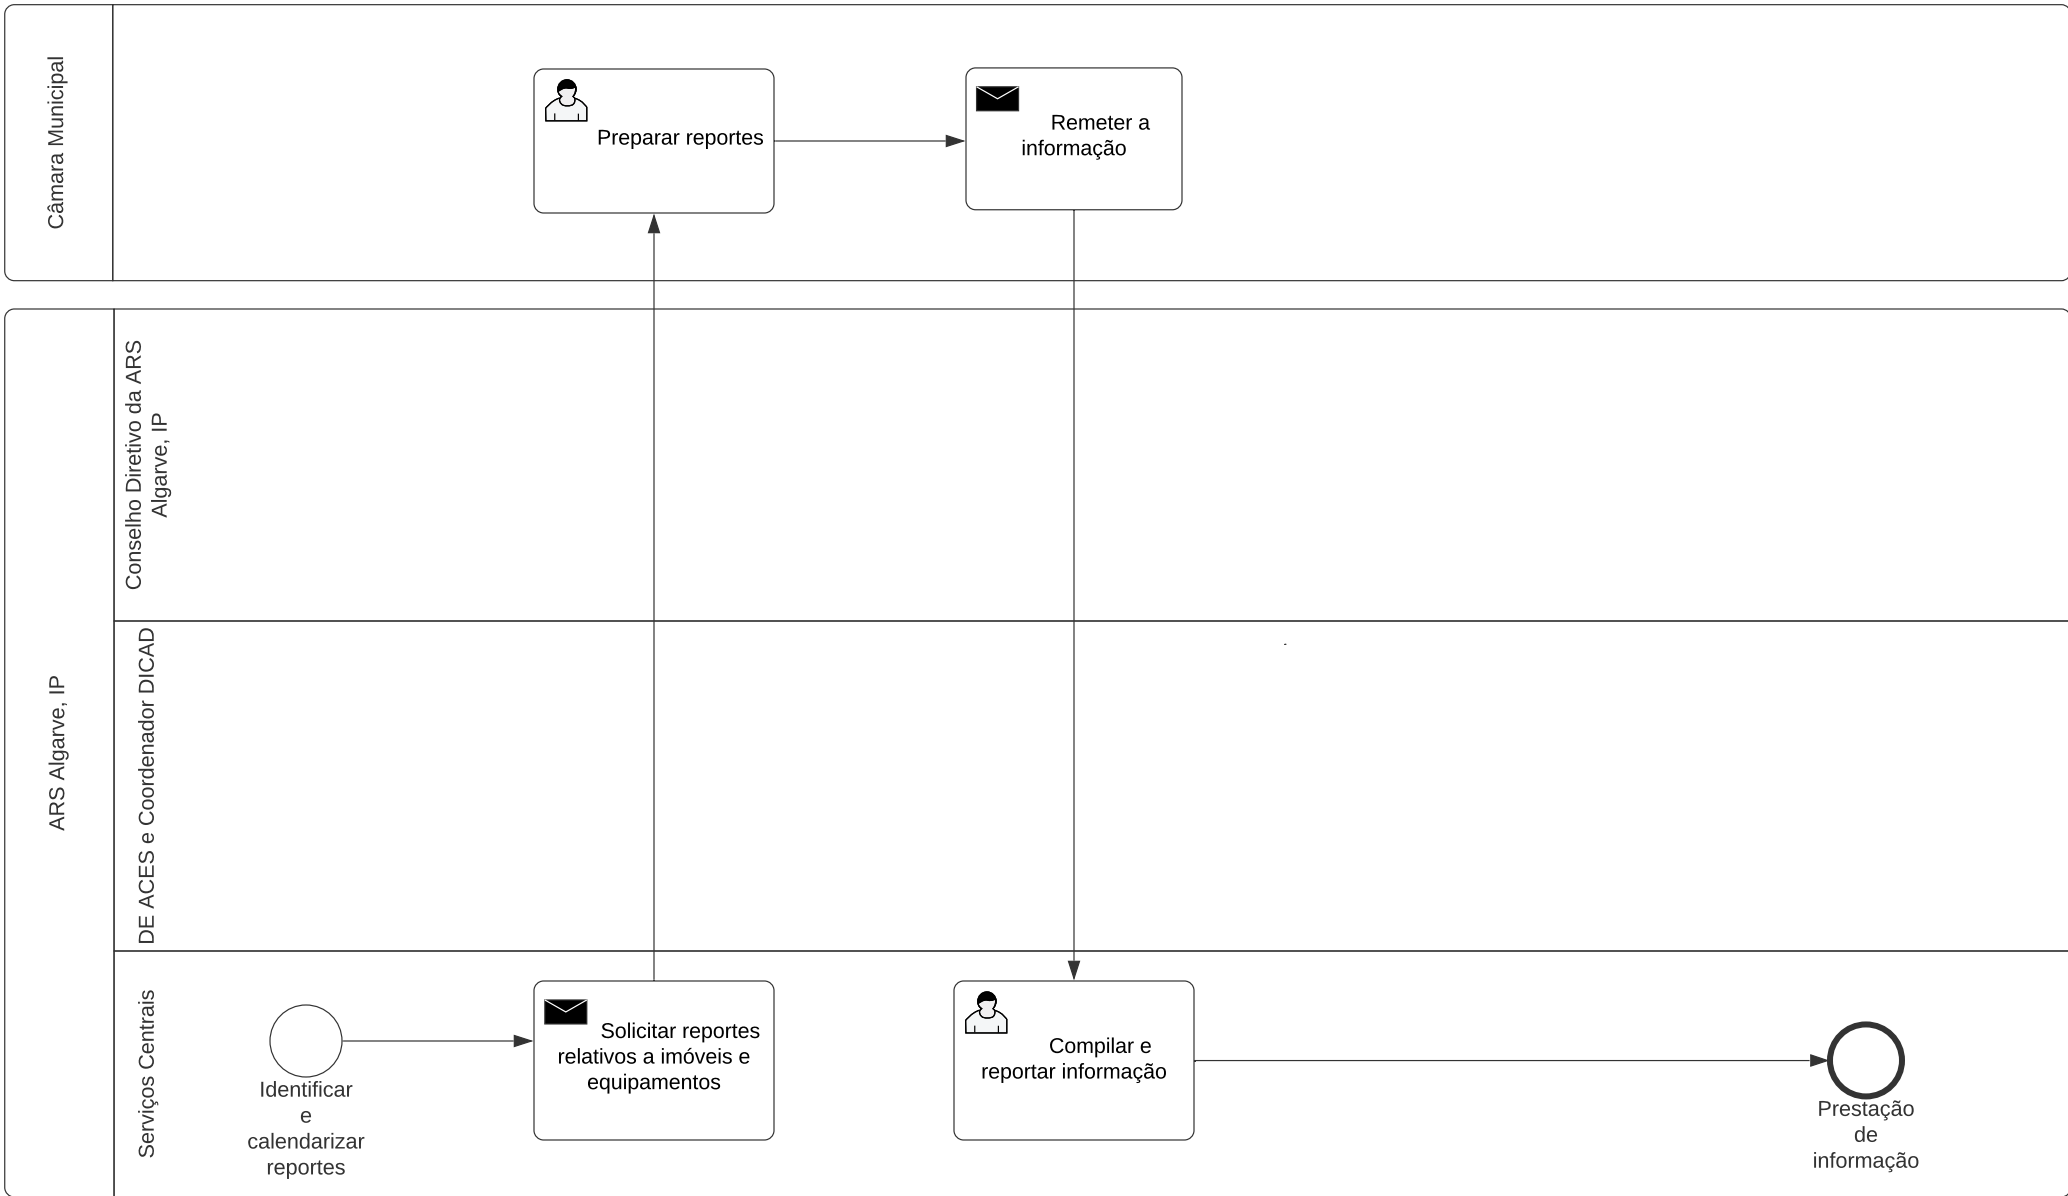 Câmara Municipal
Preparar reportes
Remeter a
informação
ARS Algarve, IP
Conselho Diretivo da ARS
Algarve, IP
DE ACES e Coordenador DICAD
Serviços Centrais
Identificar
e
calendarizar
reportes
Solicitar reportes
relativos a imóveis e
equipamentos
Compilar e
reportar informação
Prestação
de
informação